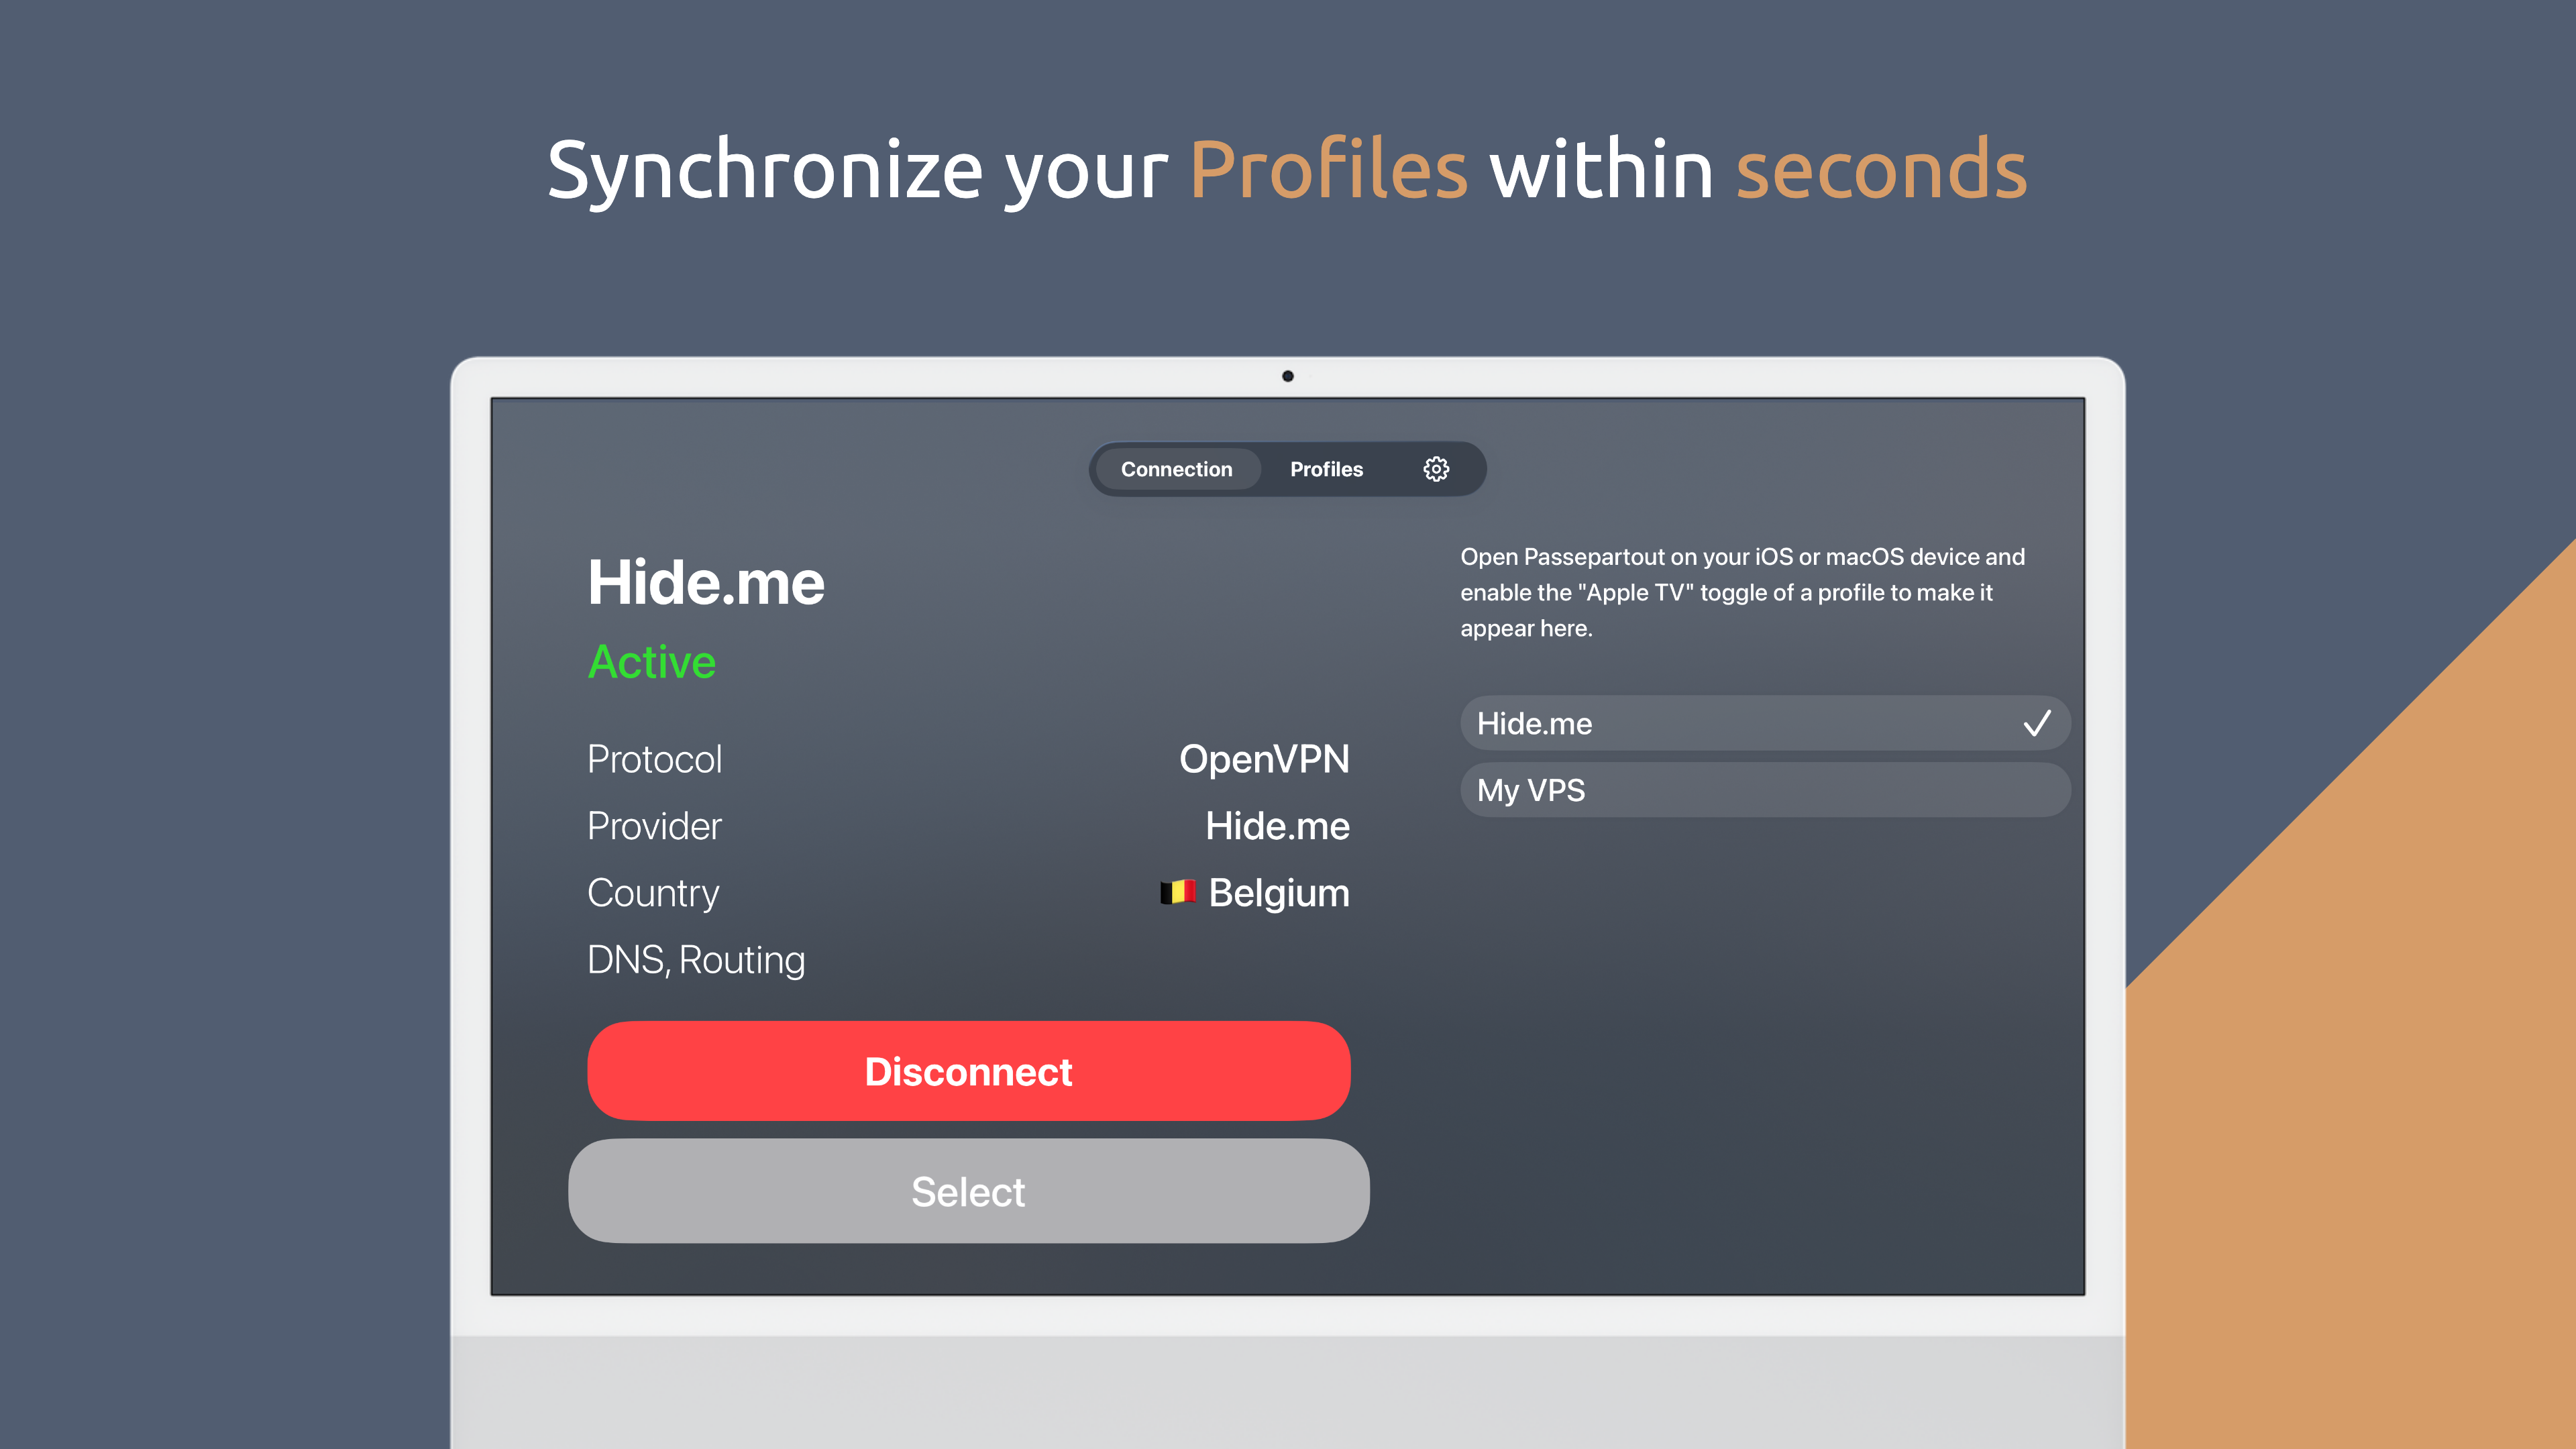 Synchronize your Profiles within seconds
Connection
Profiles
Hide.me
Active
Protocol
OpenVPN
Provider
Hide.me
Country
Belgium
DNS, Routing
Disconnect
Select
Open Passepartout on your iOS or macOS device and
enable the "Apple TV" toggle of a profile to make it
appear here.
Hide.me
My VPS